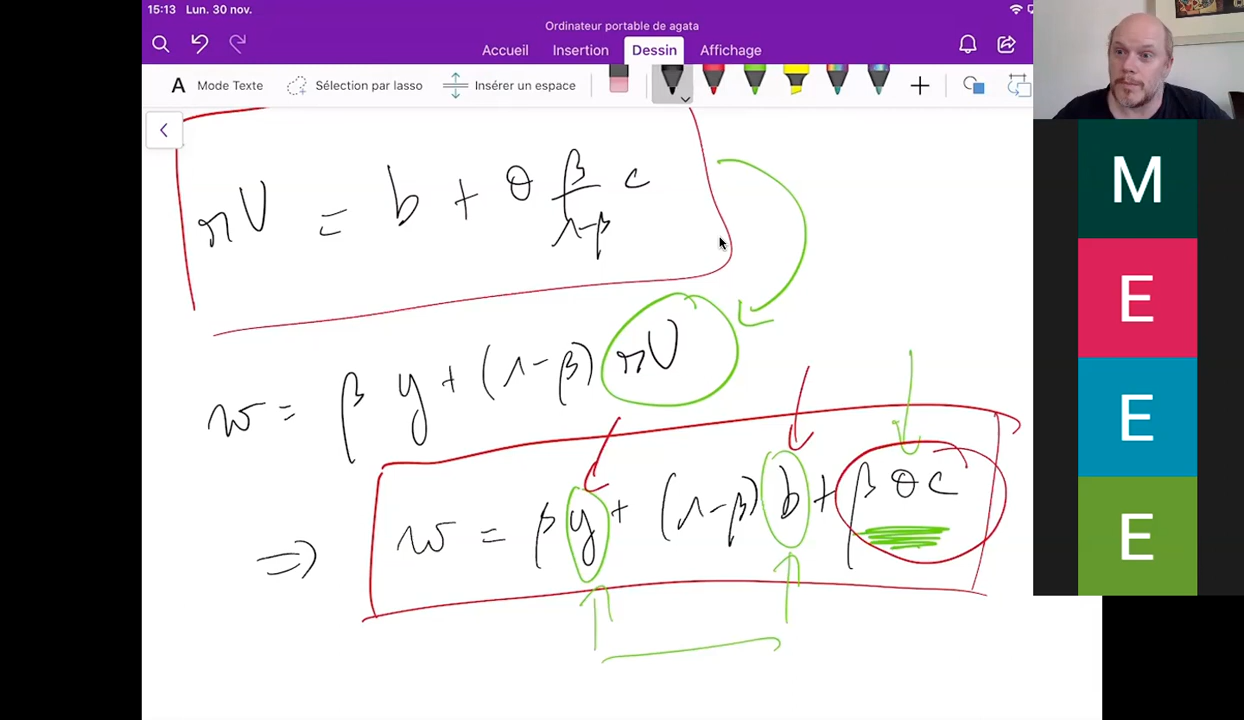 15:13 Lun. 30 nov.
Ordinateur portable de agata
Accueil Insertion Dessin Affichage
A Mode Texte Sélection par lasso Insérer un espace
rU = b + θ β/(1-β) c
w = β y + (1-β) rU
⇒ w = β y + (1-β) b + β θ c
M
E
E
E